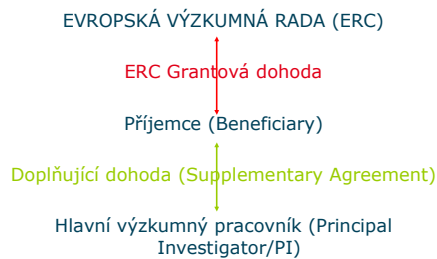 EVROPSKÁ VÝZKUMNÁ RADA (ERC)
ERC Grantová dohoda
Příjemce (Beneficiary)
Doplňující dohoda (Supplementary Agreement)
Hlavní výzkumný pracovník (Principal
Investigator/PI)